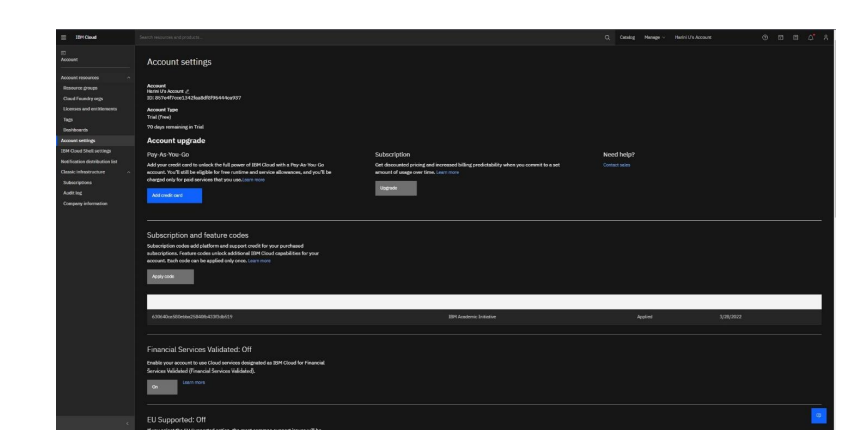 IBM Cloud
Search resources and products...
Catalog
Manage
Harini U's Account
Account
Account resources
Resource groups
Cloud Foundry orgs
Licenses and entitlements
Tags
Dashboards
Account settings
IBM Cloud Shell settings
Notification distribution list
Classic infrastructure
Subscriptions
Audit log
Company information
Account settings
Account
Harini U's Account
Account Type
Trial (Free)
70 days remaining in Trial
Account upgrade
Pay-As-You-Go
Add your credit card to unlock the full power of IBM Cloud with a Pay-As-You-Go
account. You'll still be eligible for free runtime and service allowances, and you'll be
charged only for paid services that you use. Learn more
Add credit card
Subscription
Get discounted pricing and increased billing predictability when you commit to a set
amount of usage over time. Learn more
Upgrade
Need help?
Contact sales
Subscription and feature codes
Subscription codes add platform and support credit for your purchased
subscriptions. Feature codes unlock additional IBM Cloud capabilities for your
account. Each code can be applied only once. Learn more
Apply code
IBM Academic Initiative
Applied
Financial Services Validated: Off
Enable your account to use Cloud services designated as IBM Cloud for Financial
Services Validated (Financial Services Validated).
On
Learn more
EU Supported: Off